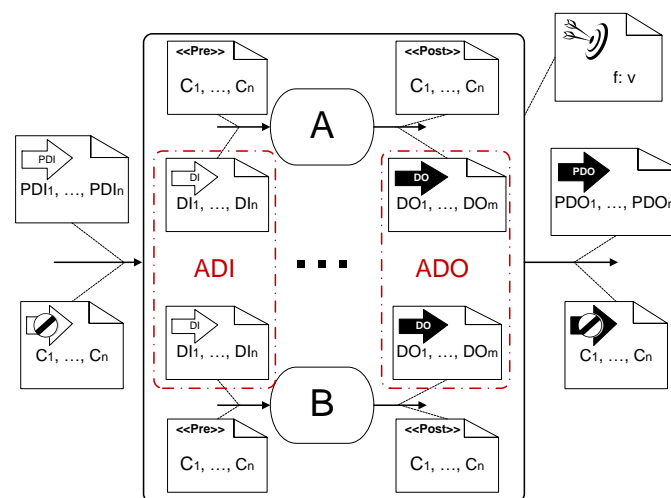 <<Pre>>
C1, …, Cn
<<Post>>
C1, …, Cn
f: v
A
PDI
PDI1, …, PDIn
DI
DI1, …, DIn
DO
DO1, …, DOm
PDO
PDO1, …, PDOn
ADI
...
ADO
C1, …, Cn
DI
DI1, …, DIn
DO
DO1, …, DOm
C1, …, Cn
B
<<Pre>>
C1, …, Cn
<<Post>>
C1, …, Cn